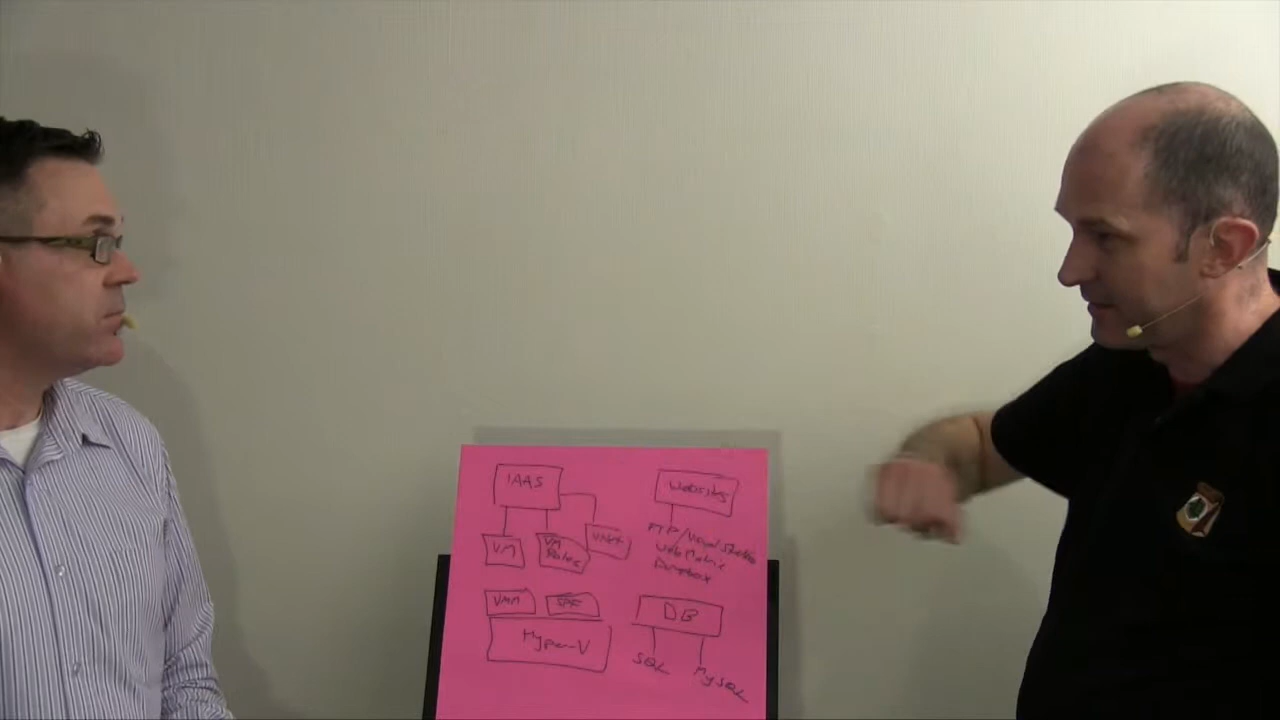 IAAS
VM
VM Roles
VNet
VMM
SPF
Hyper-V
Websites
FTP/Visual Studio
WebMatrix
Dropbox
DB
SQL
MySQL